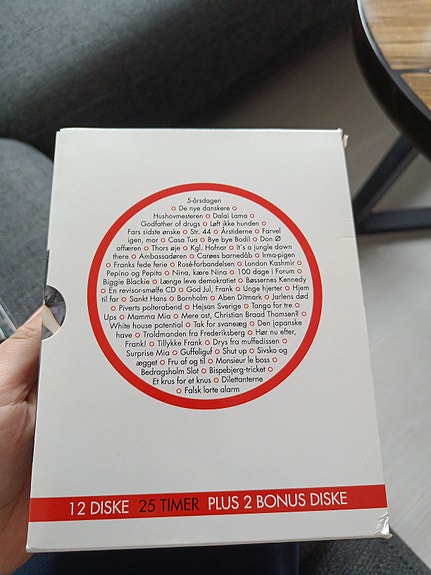 5-årsdagen
o De nye danskere o
Hushovmesteren o Dalai Lama o
Godfather of drugs o Løft ikke hunden o
Fars sidste ønske o Str. 44 o Årstiderne o Farvel
igen, mor o Casa Tua o Bye bye Bodil o Don Ø
affæren o Thors øje o Kgl. Hofnar o It's a jungle down
there o Ambassadøren o Carøes barnedåb o Irma-pigen
o Franks fede ferie o Rosé-forbandelsen o London Kashmir o
Pepino og Pepito o Nina, kære Nina o 100 dage i Forum o
Biggie Blackie o Længe leve demokratiet o Bøssernes Kennedy
o En revisor-smølfe CD o God Jul, Frank o Unge hjerter o Hjem
til far o Sankt Hans o Bornholm o Aben Ditmark o Jarlens død
o Piverts polterabend o Hejsan Sverige o Tango for tre o
Ups o Mamma Mia o Mere ost, Christian Braad Thomsen? o
White house potential o Tak for svaneæg o Den japanske
have o Troldmanden fra Frederiksberg o Hør nu efter,
Frank! o Tillykke Frank o Drys fra muffedissen o
Surprise Mia o Guffeliguf o Shut up o Sivsko og
ægget o Fru af og til o Monsieur le boss o
Bedragsholm Slot o Bispebjerg-tricket o
Et krus for et knus o Dilettanterne
o Falsk lorte alarm
12 DISKE 25 TIMER PLUS 2 BONUS DISKE